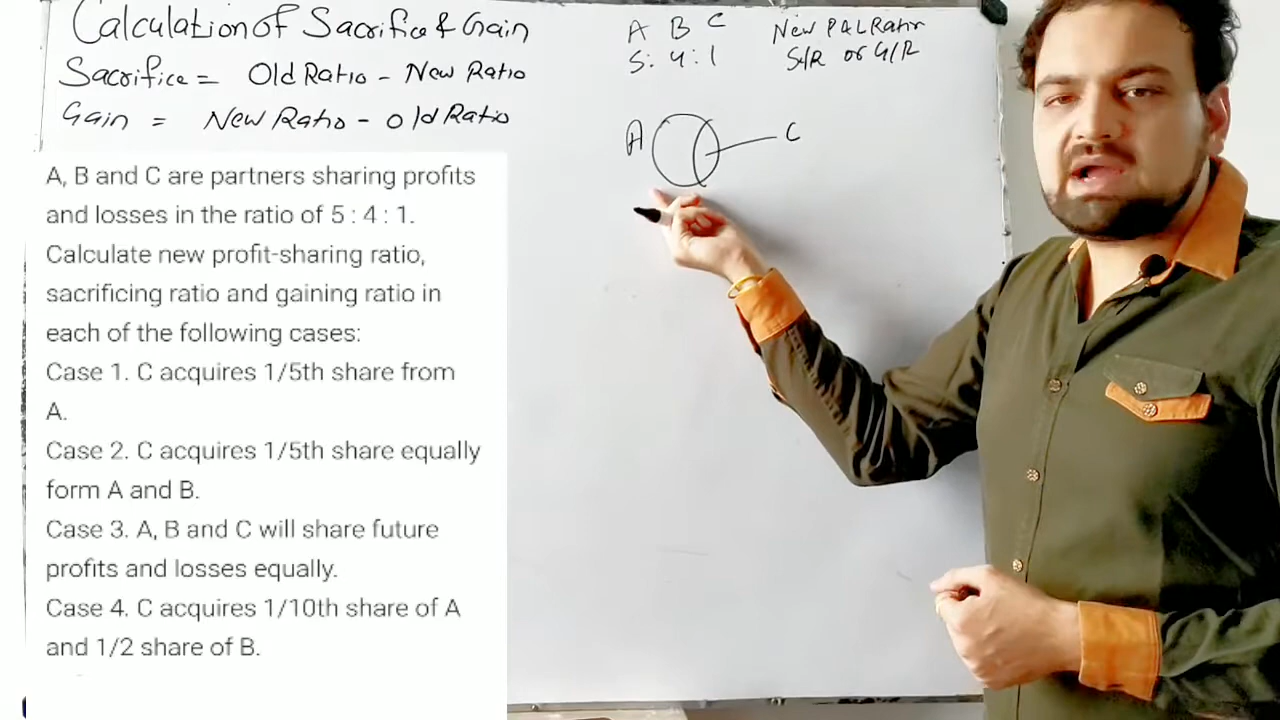 Calculation of Sacrifice & Gain
Sacrifice = Old Ratio - New Ratio
Gain = New Ratio - Old Ratio
A B C
5: 4: 1
New P&L Ratio
S/R or G/R
A
C
A, B and C are partners sharing profits
and losses in the ratio of 5 : 4 : 1.
Calculate new profit-sharing ratio,
sacrificing ratio and gaining ratio in
each of the following cases:
Case 1. C acquires 1/5th share from
A.
Case 2. C acquires 1/5th share equally
form A and B.
Case 3. A, B and C will share future
profits and losses equally.
Case 4. C acquires 1/10th share of A
and 1/2 share of B.